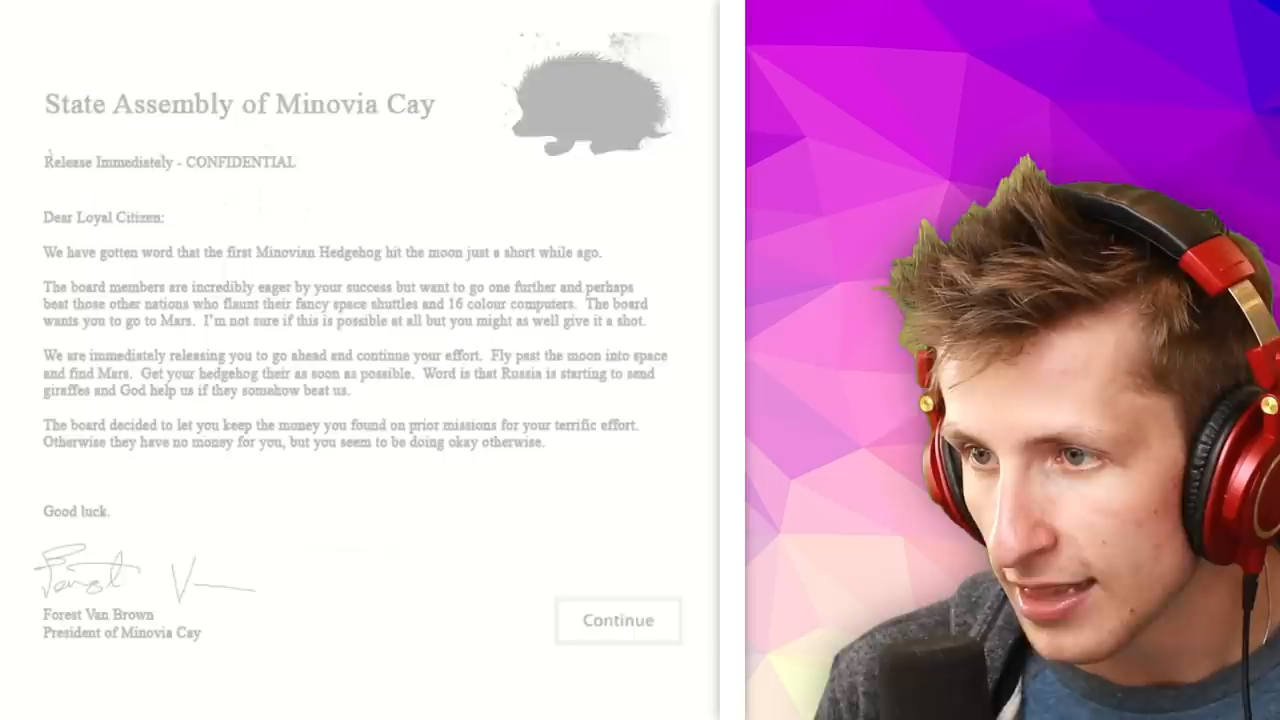 State Assembly of Minovia Cay
Release Immediately - CONFIDENTIAL
Dear Loyal Citizen:
We have gotten word that the first Minovian Hedgehog hit the moon just a short while ago.
The board members are incredibly eager by your success but want to go one further and perhaps
beat those other nations who flaunt their fancy space shuttles and 16 colour computers.  The board
wants you to go to Mars.  I'm not sure if this is possible at all but you might as well give it a shot.
We are immediately releasing you to go ahead and continue your effort.  Fly past the moon into space
and find Mars.  Get your hedgehog their as soon as possible.  Word is that Russia is starting to send
giraffes and God help us if they somehow beat us.
The board decided to let you keep the money you found on prior missions for your terrific effort.
Otherwise they have no money for you, but you seem to be doing okay otherwise.
Good luck.
Forest V
Forest Van Brown
President of Minovia Cay
Continue